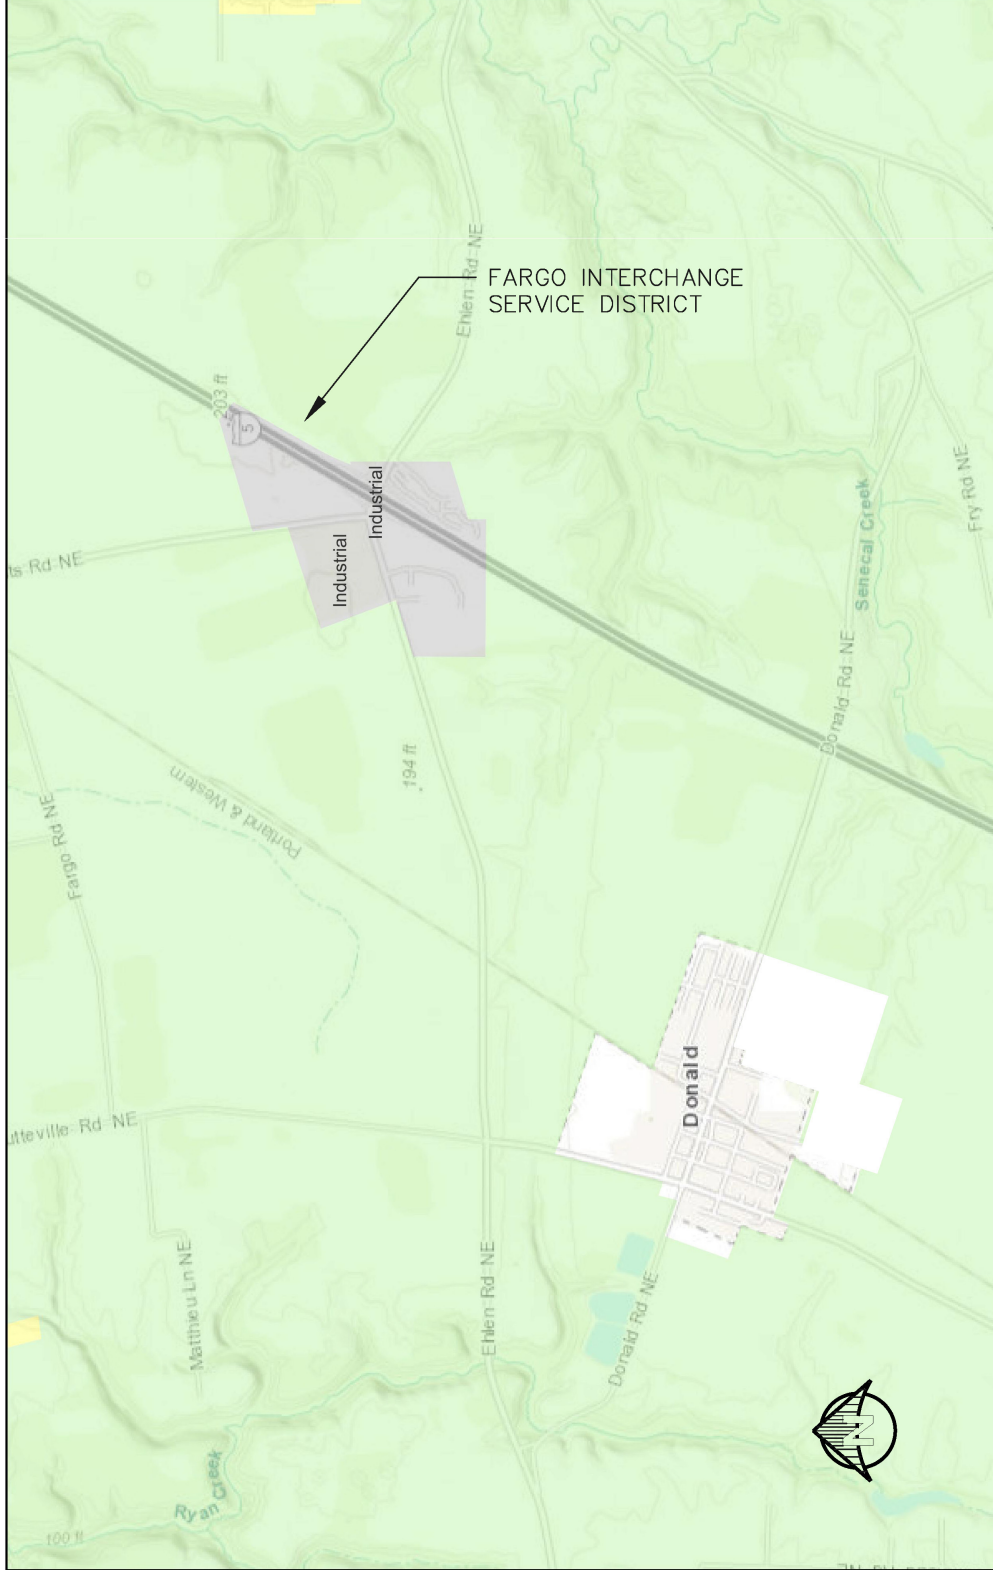 FARGO INTERCHANGE
SERVICE DISTRICT
Ehlen Rd NE
203 ft
5
Industrial
Industrial
ts Rd NE
Fry Rd NE
Senecal Creek
Donald Rd NE
194 ft
Portland & Western
Fargo Rd NE
Donald
utteville Rd NE
Matthieu Ln NE
Ehlen Rd NE
Donald Rd NE
Ryan Creek
100 ft
N